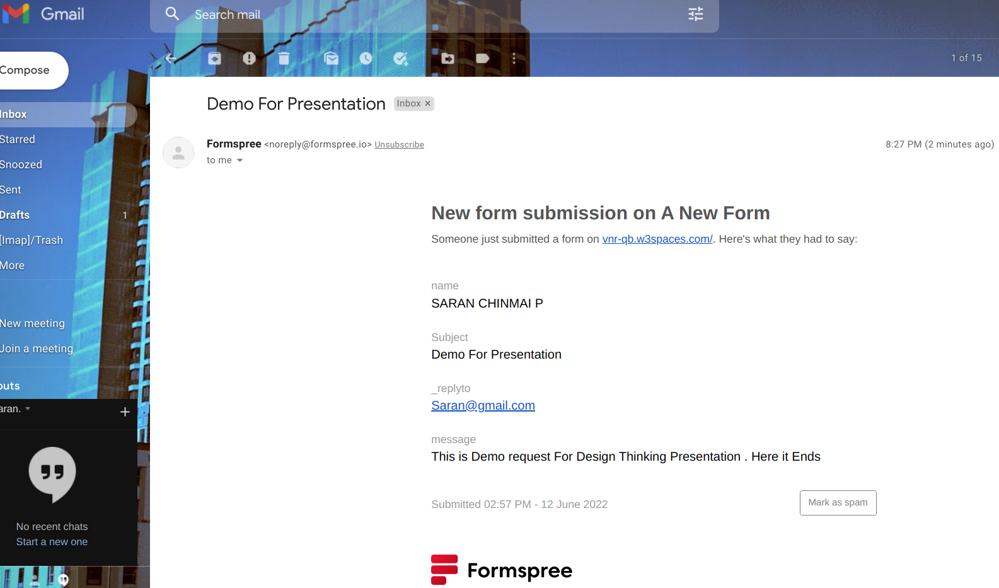 Gmail
Search mail
1 of 15
Compose
Inbox
Starred
Snoozed
Sent
Drafts 1
[Imap]/Trash
More
New meeting
Join a meeting
outs
aran.
No recent chats
Start a new one
Demo For Presentation Inbox ×
Formspree <noreply@formspree.io> Unsubscribe 8:27 PM (2 minutes ago)
to me
New form submission on A New Form
Someone just submitted a form on vnr-qb.w3spaces.com/. Here's what they had to say:
name
SARAN CHINMAI P
Subject
Demo For Presentation
_replyto
Saran@gmail.com
message
This is Demo request For Design Thinking Presentation . Here it Ends
Submitted 02:57 PM - 12 June 2022 Mark as spam
Formspree